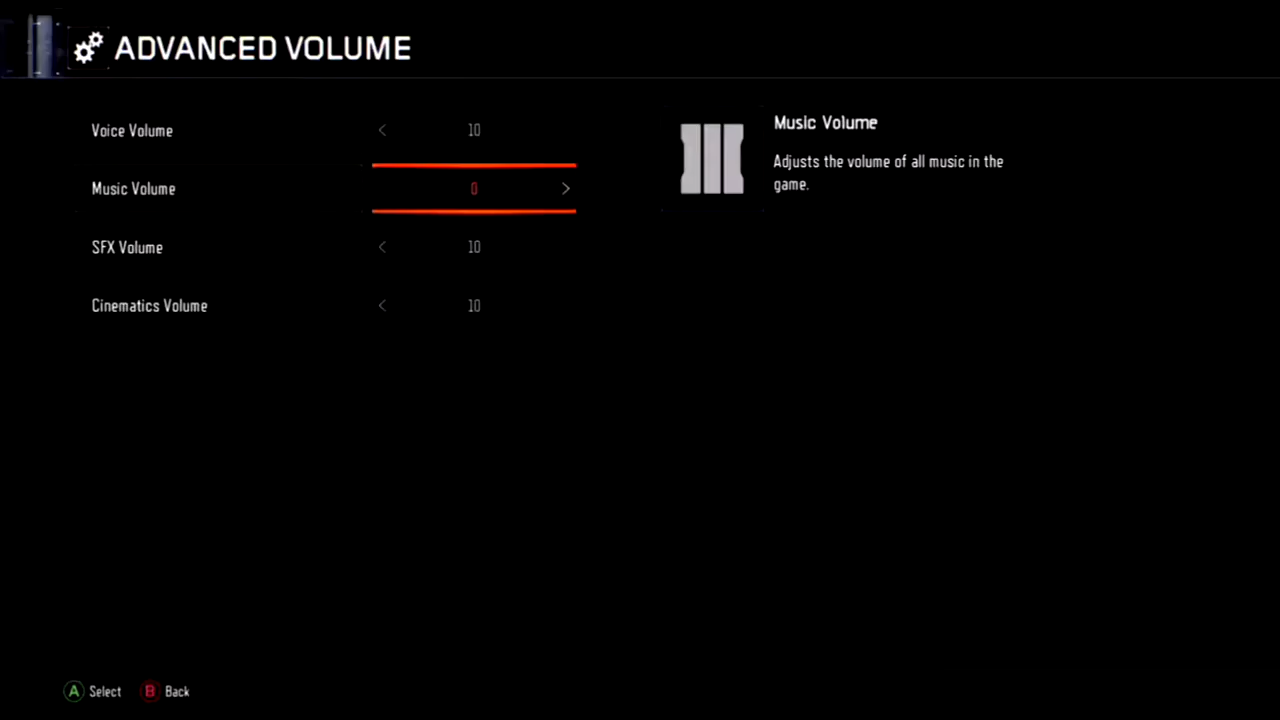 ADVANCED VOLUME
Voice Volume < 10
Music Volume 0 >
SFX Volume < 10
Cinematics Volume < 10
Music Volume
Adjusts the volume of all music in the
game.
A Select B Back